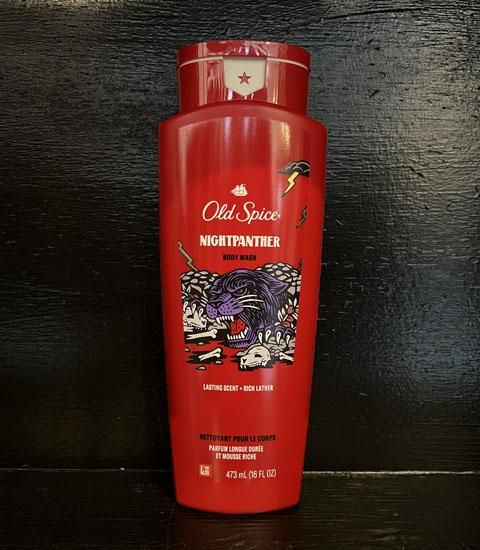 Old Spice
NIGHTPANTHER
BODY WASH
LASTING SCENT + RICH LATHER
NETTOYANT POUR LE CORPS
PARFUM LONGUE DURÉE
ET MOUSSE RICHE
473 mL (16 FL OZ)